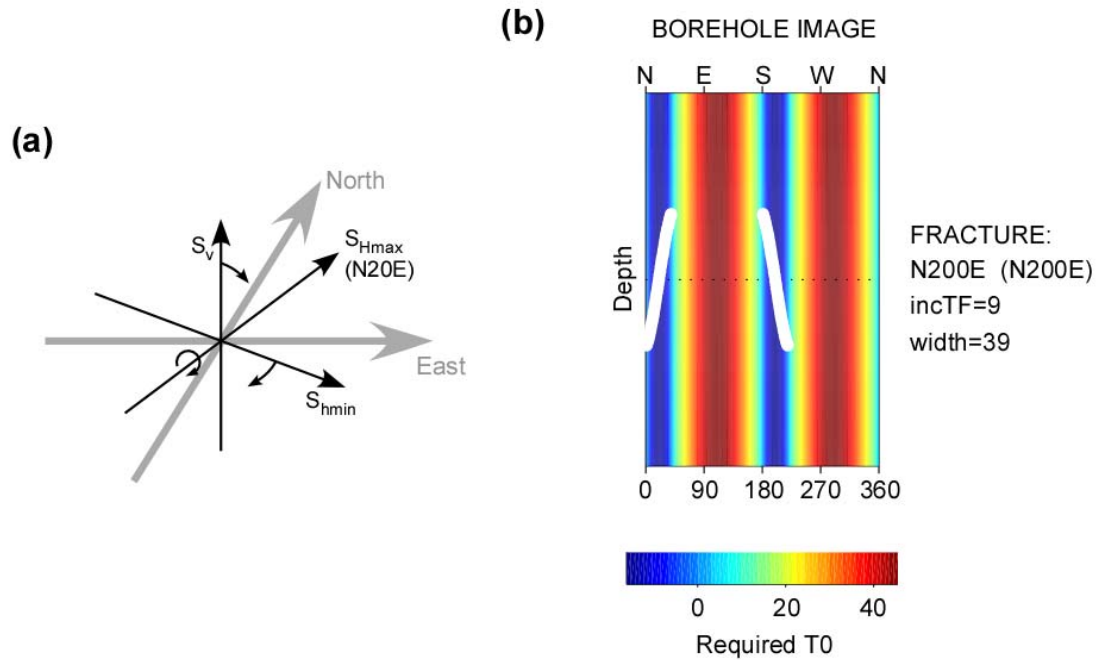 (a)
North
S_v
S_Hmax
(N20E)
East
S_hmin
(b)
BOREHOLE IMAGE
N E S W N
Depth
0 90 180 270 360
FRACTURE:
N200E (N200E)
incTF=9
width=39
0 20 40
Required T0